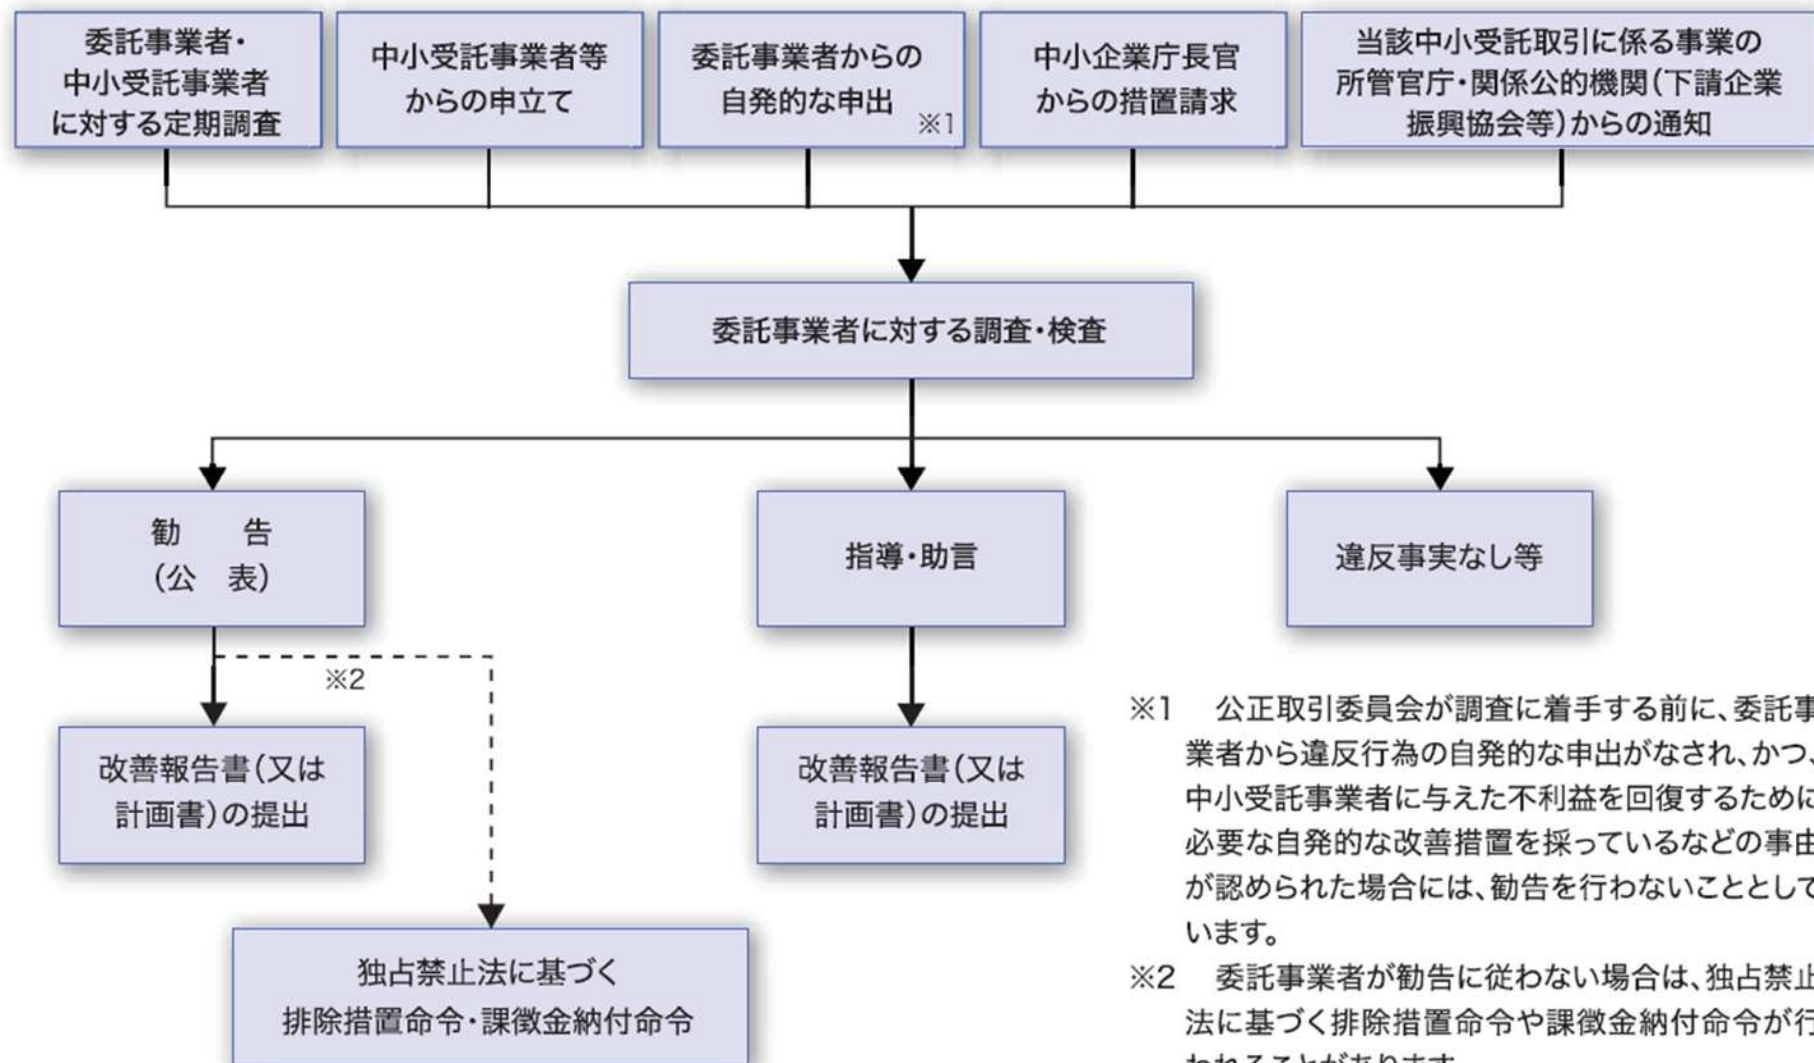 委託事業者・
中小受託事業者
に対する定期調査
中小受託事業者等
からの申立て
委託事業者からの
自発的な申出
※1
中小企業庁長官
からの措置請求
当該中小受託取引に係る事業の
所管官庁・関係公的機関(下請企業
振興協会等)からの通知
委託事業者に対する調査・検査
勧　　告
(公　表)
指導・助言
違反事実なし等
※2
改善報告書(又は
計画書)の提出
改善報告書(又は
計画書)の提出
独占禁止法に基づく
排除措置命令・課徴金納付命令
※1　公正取引委員会が調査に着手する前に、委託事
業者から違反行為の自発的な申出がなされ、かつ、
中小受託事業者に与えた不利益を回復するために
必要な自発的な改善措置を採っているなどの事由
が認められた場合には、勧告を行わないこととして
います。
※2　委託事業者が勧告に従わない場合は、独占禁止
法に基づく排除措置命令や課徴金納付命令が行
われることがあります。